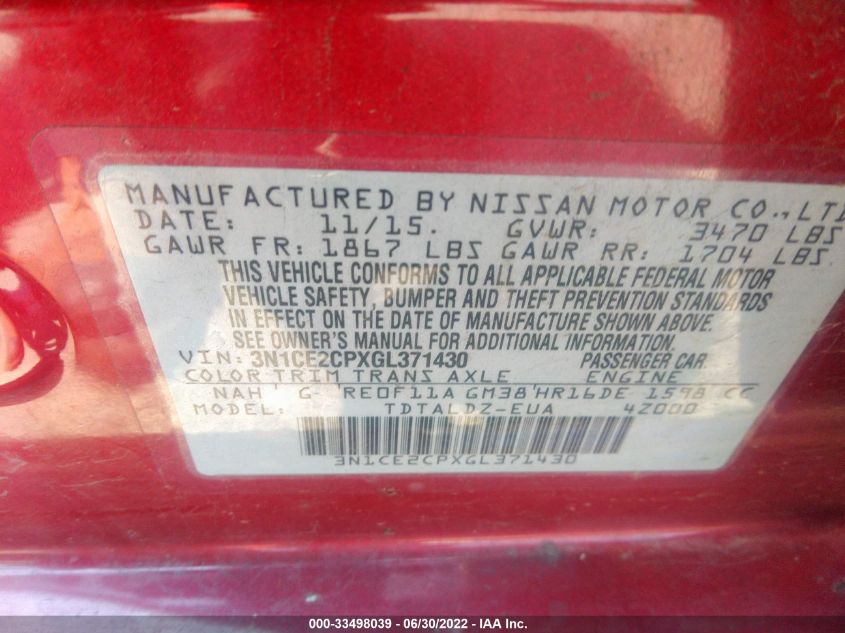 MANUFACTURED BY NISSAN MOTOR CO.,LT
DATE: 11/15. GVWR: 3470 LBS
GAWR FR: 1867 LBS GAWR RR: 1704 LBS.
THIS VEHICLE CONFORMS TO ALL APPLICABLE FEDERAL MOTOR
VEHICLE SAFETY, BUMPER AND THEFT PREVENTION STANDARDS
IN EFFECT ON THE DATE OF MANUFACTURE SHOWN ABOVE.
SEE OWNER'S MANUAL FOR ADDITIONAL INFORMATION.
VIN: 3N1CE2CPXGL371430 PASSENGER CAR
COLOR TRIM TRANS AXLE ENGINE
NAH G RE0F11A GM38 HR16DE 1598 CC
MODEL: TDTALDZ-EUA 4Z000
3N1CE2CPXGL371430
000-33498039 - 06/30/2022 - IAA Inc.